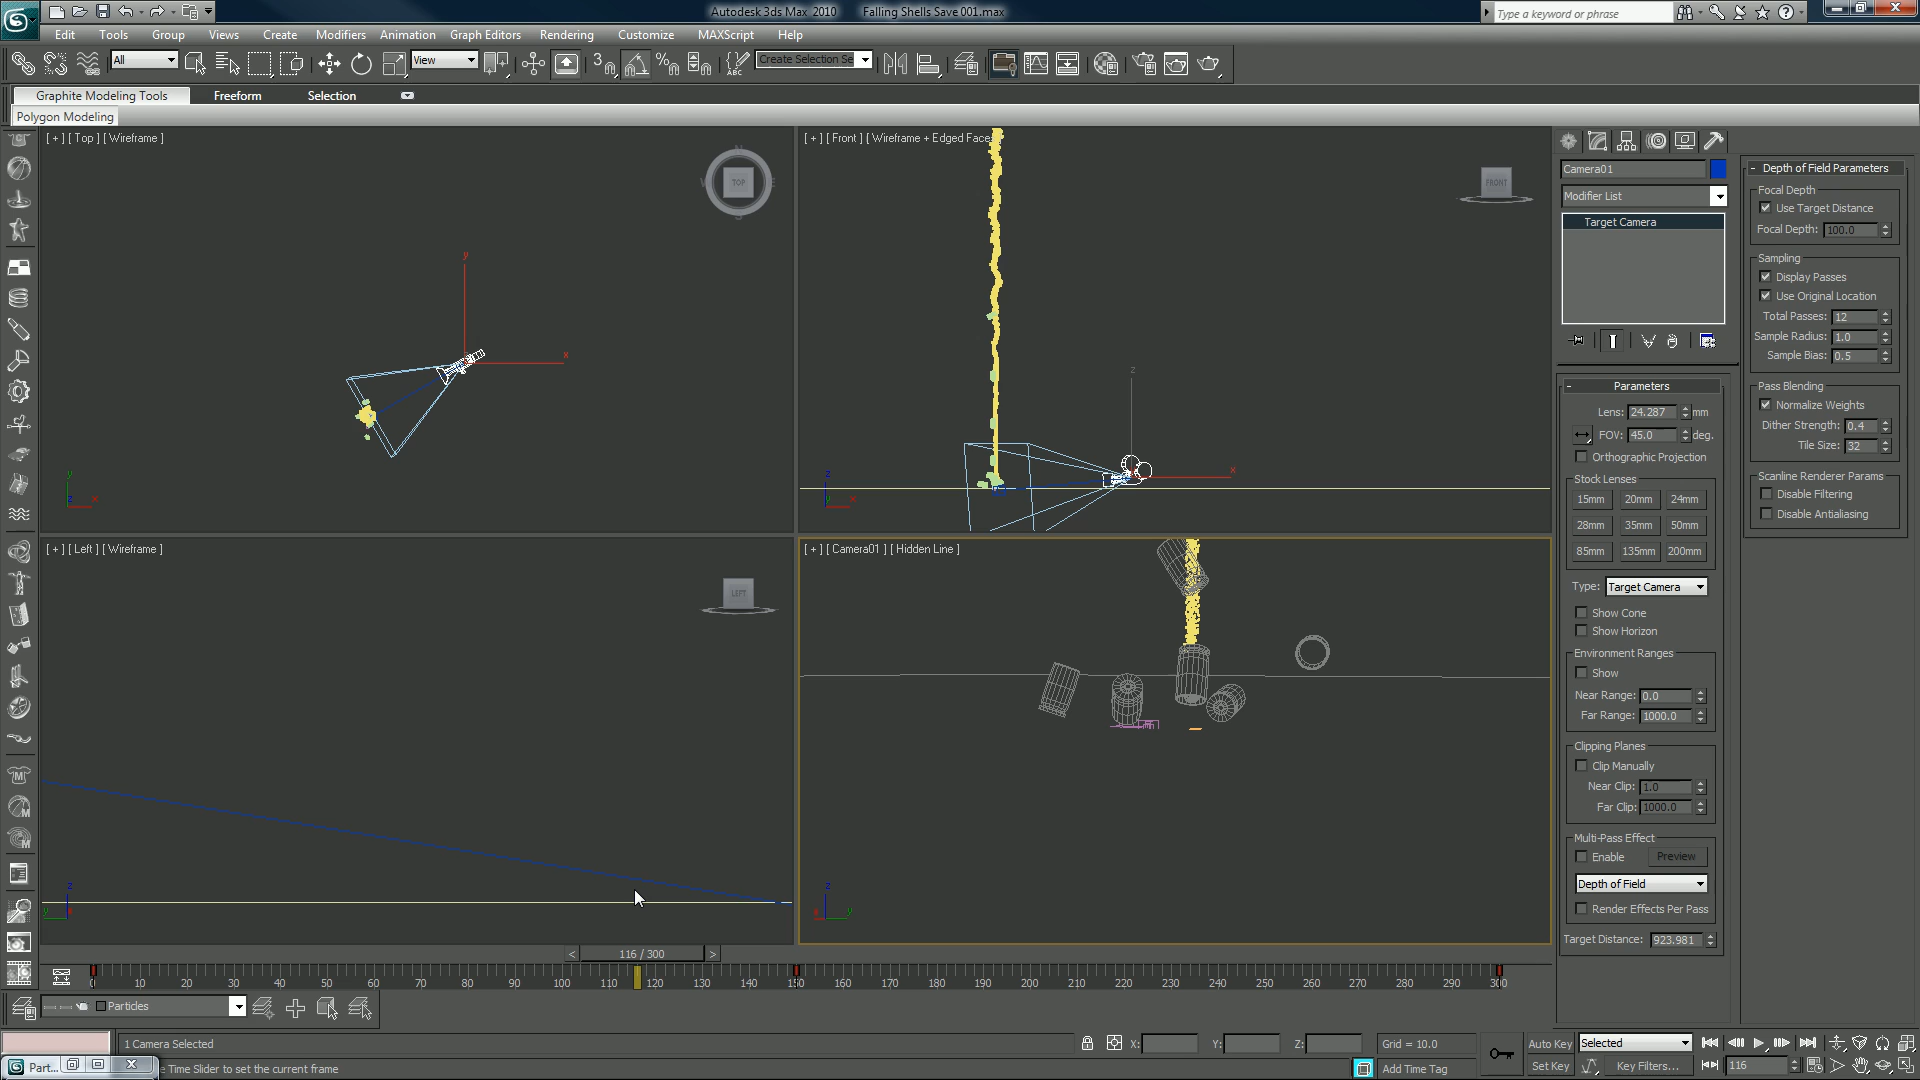 Autodesk 3ds Max 2010 Falling Shells Save 001.max
Type a keyword or phrase
Edit Tools Group Views Create Modifiers Animation Graph Editors Rendering Customize MAXScript Help
All
View
3
ABC
Create Selection Se
Graphite Modeling Tools Freeform Selection
Polygon Modeling
[ + ] [ Top ] [ Wireframe ]
TOP
y
x
y
z
x
[ + ] [ Front ] [ Wireframe + Edged Face
FRONT
z
x
z
y
x
[ + ] [ Left ] [ Wireframe ]
LEFT
z
y
x
[ + ] [ Camera01 ] [ Hidden Line ]
z
x
y
Camera01
Modifier List
Target Camera
- Parameters
Lens: 24.287 mm
FOV: 45.0 deg.
Orthographic Projection
Stock Lenses
15mm 20mm 24mm
28mm 35mm 50mm
85mm 135mm 200mm
Type: Target Camera
Show Cone
Show Horizon
Environment Ranges
Show
Near Range: 0.0
Far Range: 1000.0
Clipping Planes
Clip Manually
Near Clip: 1.0
Far Clip: 1000.0
Multi-Pass Effect
Enable Preview
Depth of Field
Render Effects Per Pass
Target Distance: 923.981
- Depth of Field Parameters
Focal Depth
Use Target Distance
Focal Depth: 100.0
Sampling
Display Passes
Use Original Location
Total Passes: 12
Sample Radius: 1.0
Sample Bias: 0.5
Pass Blending
Normalize Weights
Dither Strength: 0.4
Tile Size: 32
Scanline Renderer Params
Disable Filtering
Disable Antialiasing
< 116 / 300 >
0 10 20 30 40 50 60 70 80 90 100 110 120 130 140 150 160 170 180 190 200 210 220 230 240 250 260 270 280 290 300
Particles
1 Camera Selected
X: Y: Z: Grid = 10.0
Auto Key Selected
Part...
e Time Slider to set the current frame
Add Time Tag
Set Key Key Filters...
116